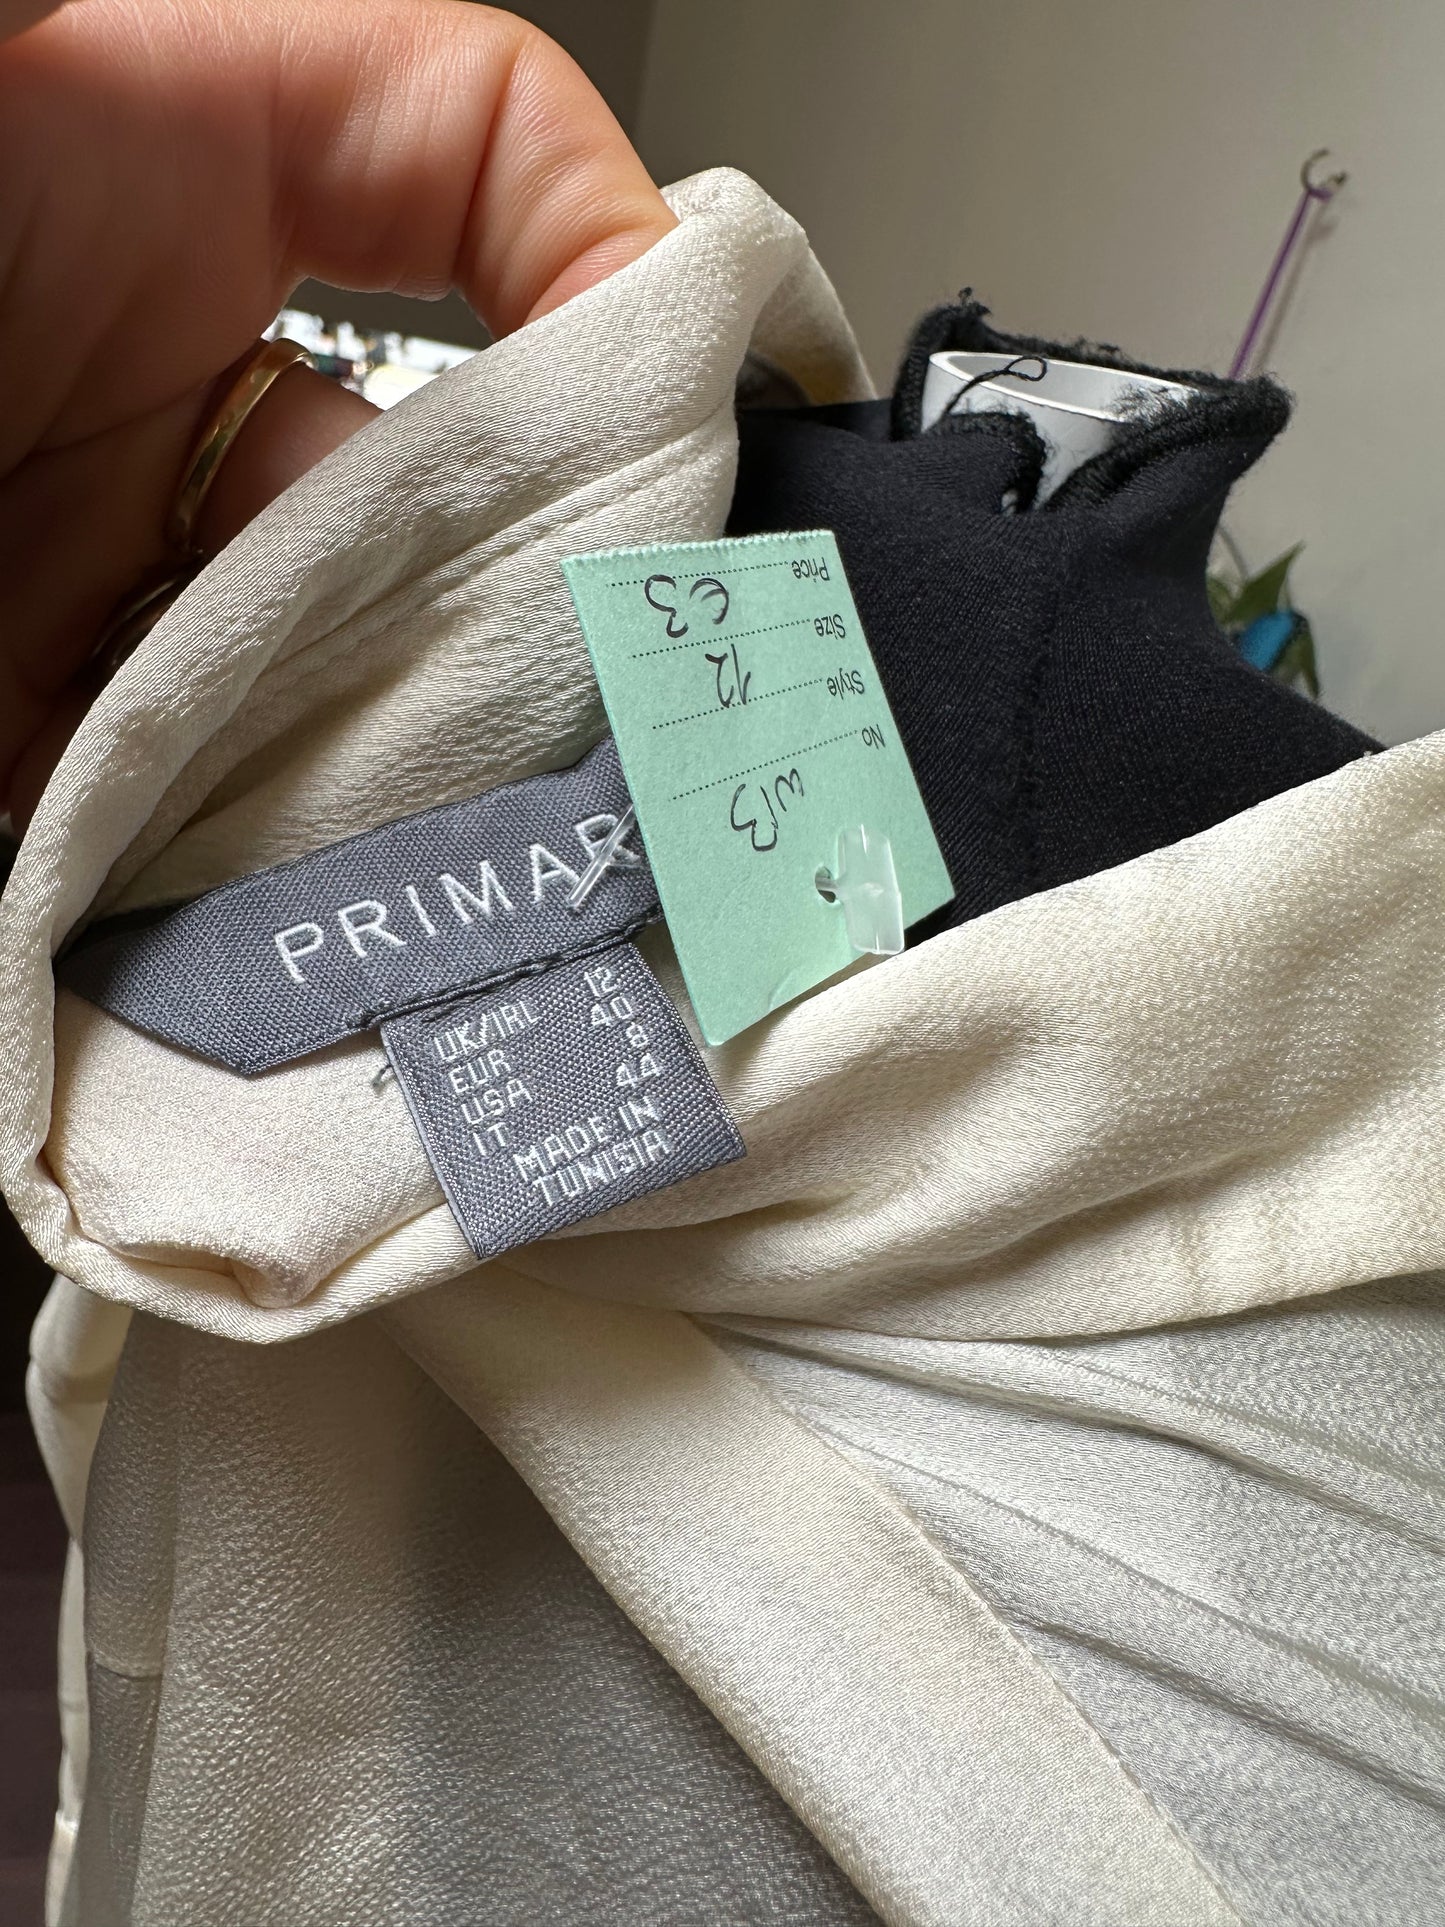 Price €3
Size 12
Style
No W13
PRIMAR
UK/IRL 12
EUR 40
USA 8
IT 44
MADE IN
TUNISIA